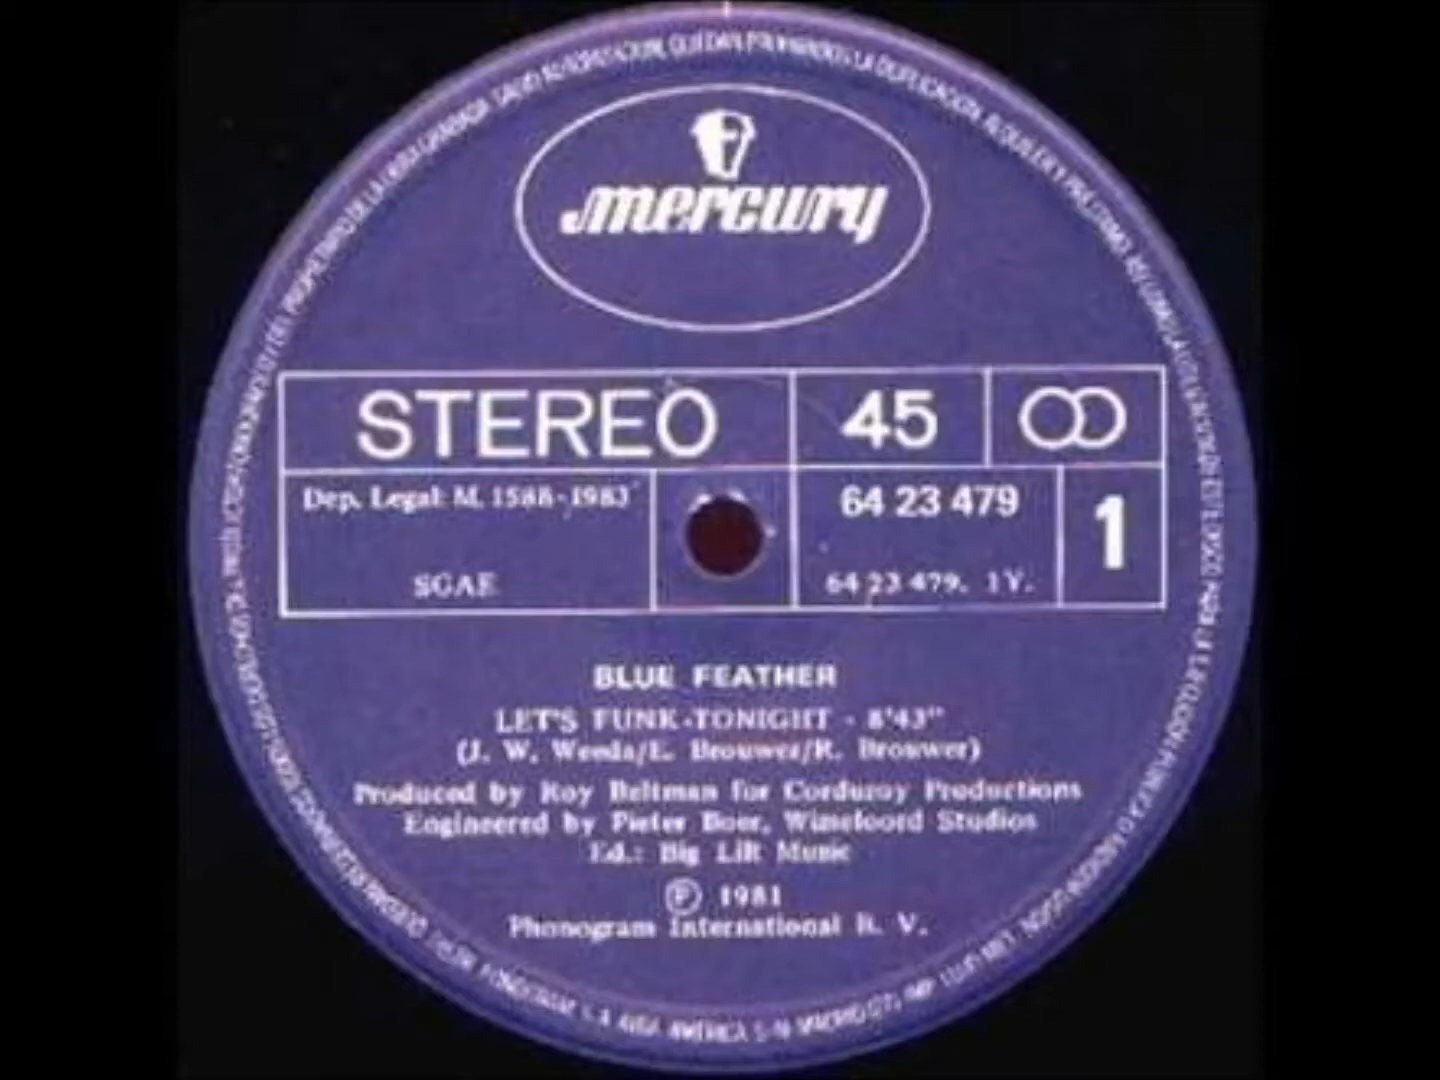 mercury
STEREO
45
Dep. Legal: M. 1588-1983
64 23 479
1
SGAE
64 23 479. 1Y.
BLUE FEATHER
LET'S FUNK-TONIGHT - 8'43"
(J. W. Weeda/E. Brouwer/R. Brouwer)
Produced by Roy Beltman for Corduroy Productions
Engineered by Pieter Boer, Wisseloord Studios
Ed.: Big Lilt Music
Ⓟ 1981
Phonogram International B. V.